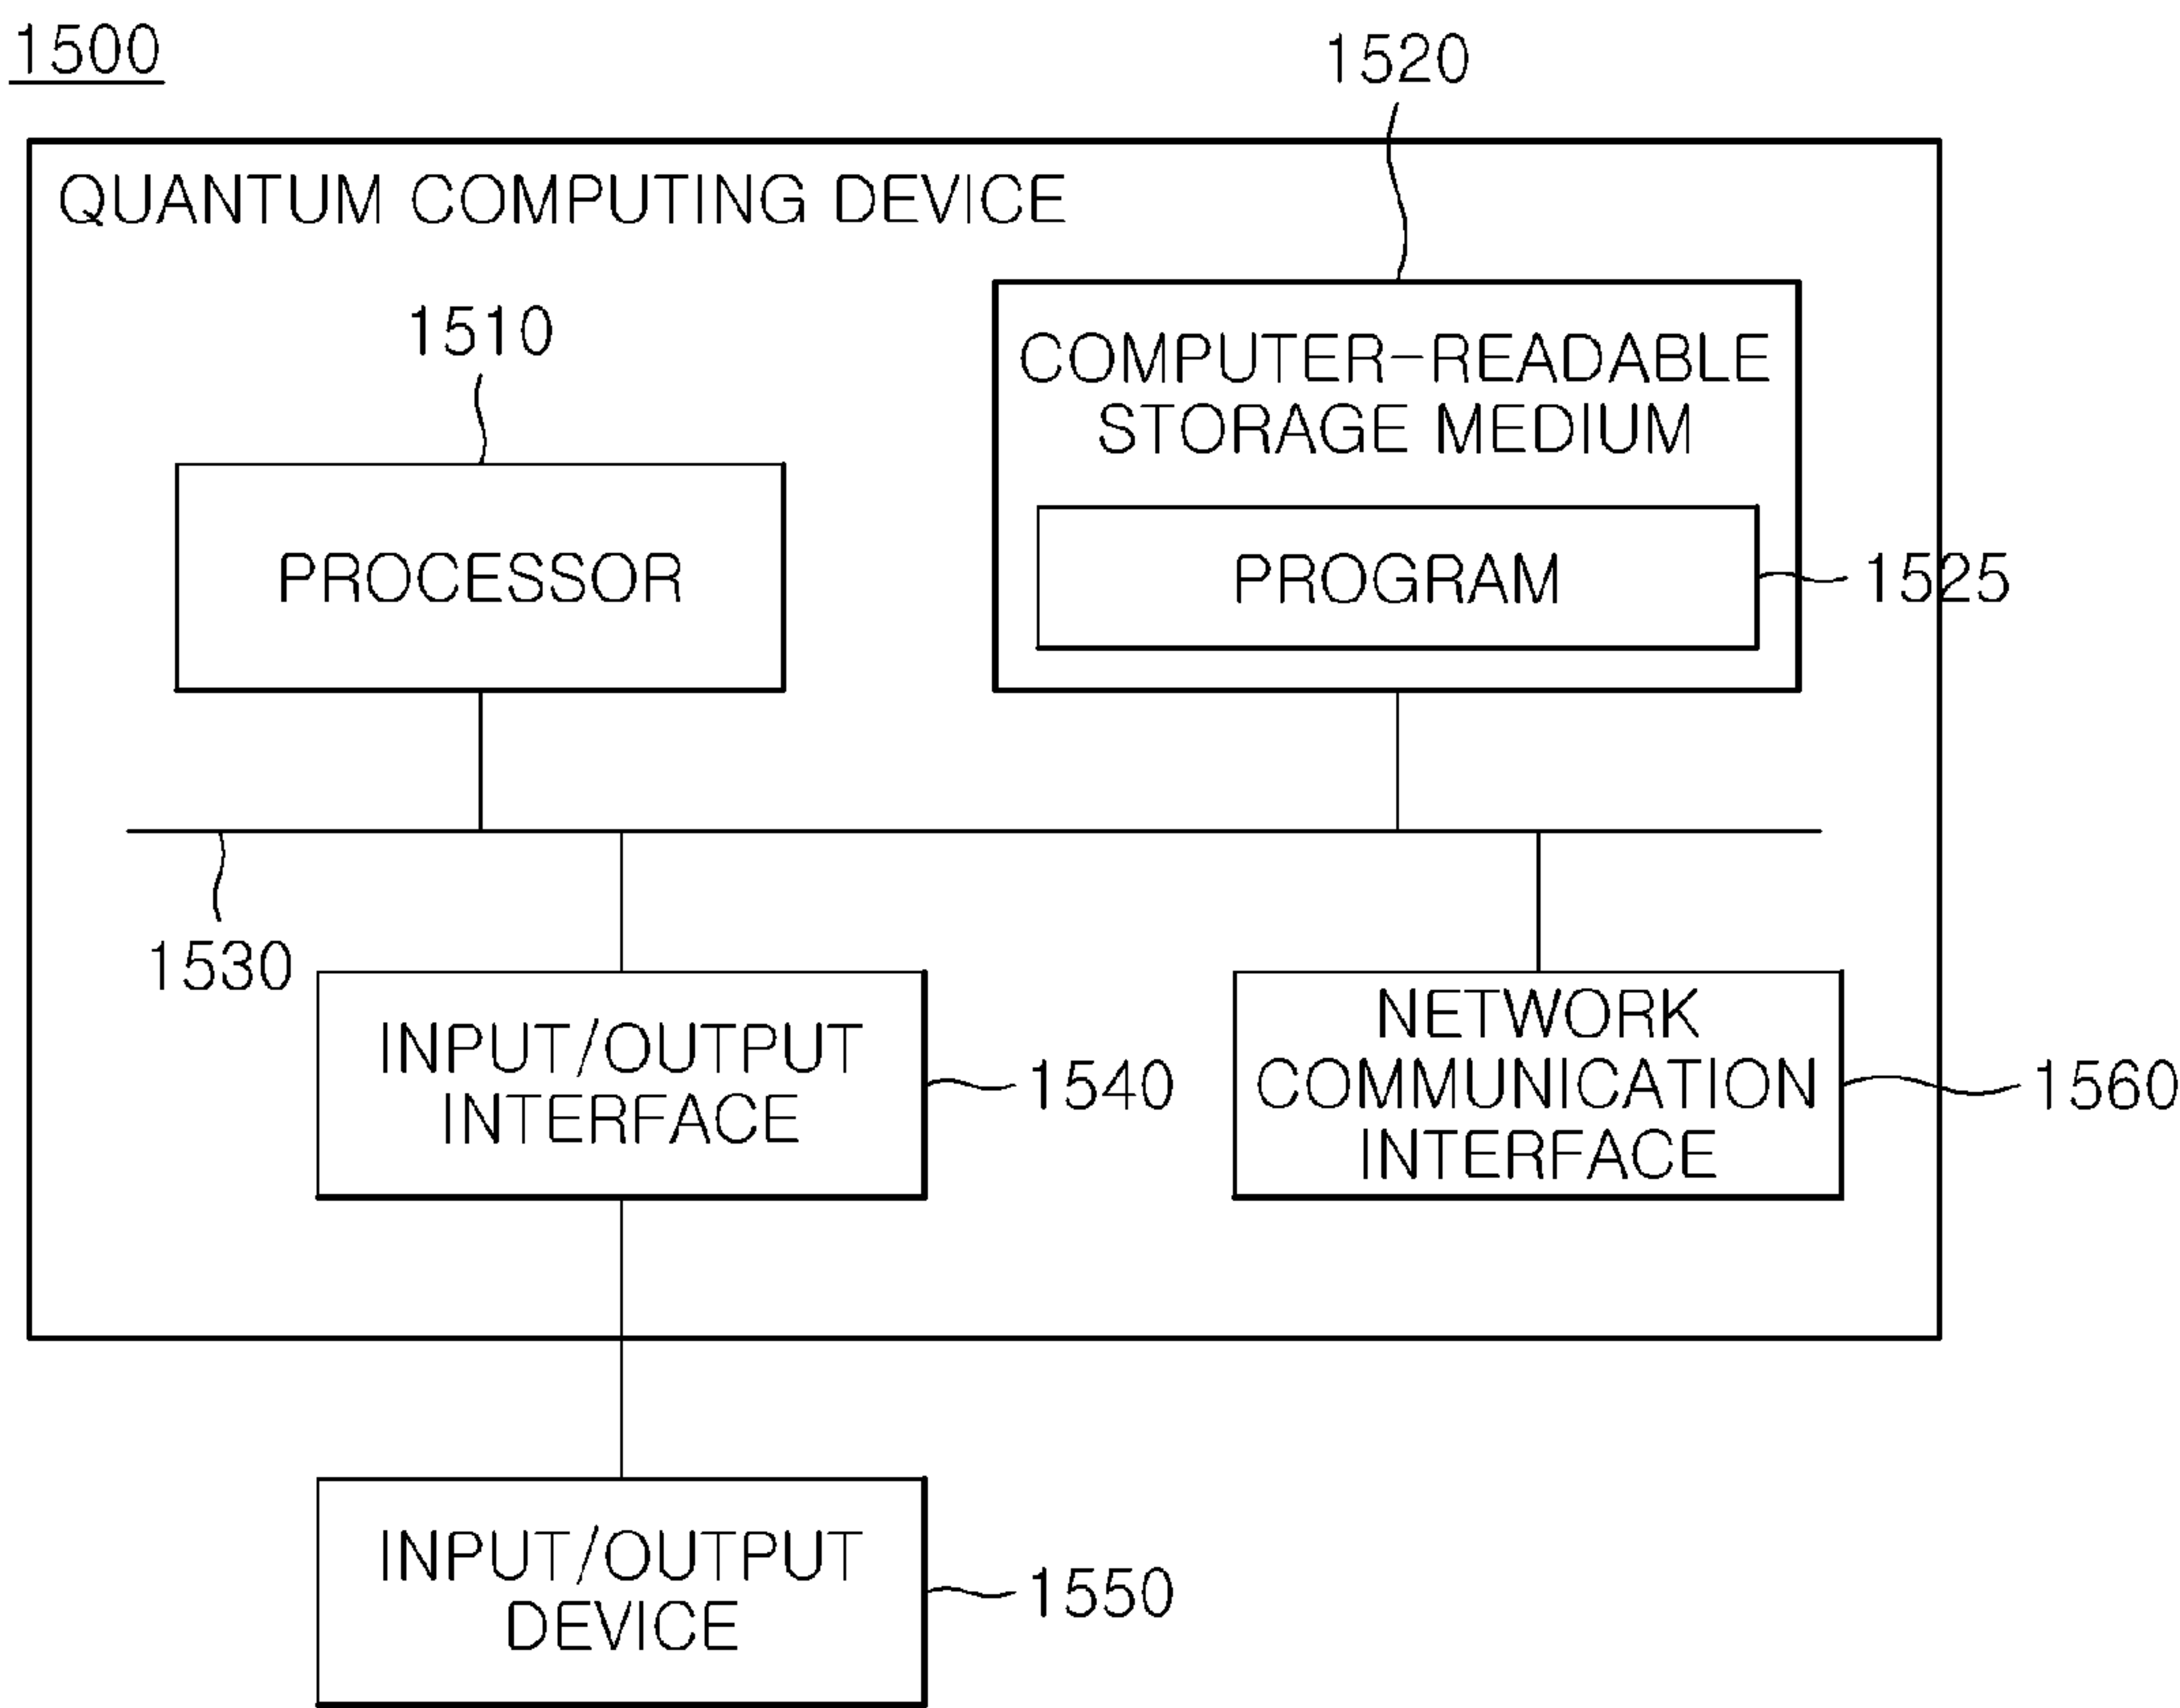 1500
1520
QUANTUM COMPUTING DEVICE
1510
COMPUTER-READABLE
STORAGE MEDIUM
PROCESSOR
PROGRAM
1525
1530
INPUT/OUTPUT
INTERFACE
1540
NETWORK
COMMUNICATION
INTERFACE
1560
INPUT/OUTPUT
DEVICE
1550